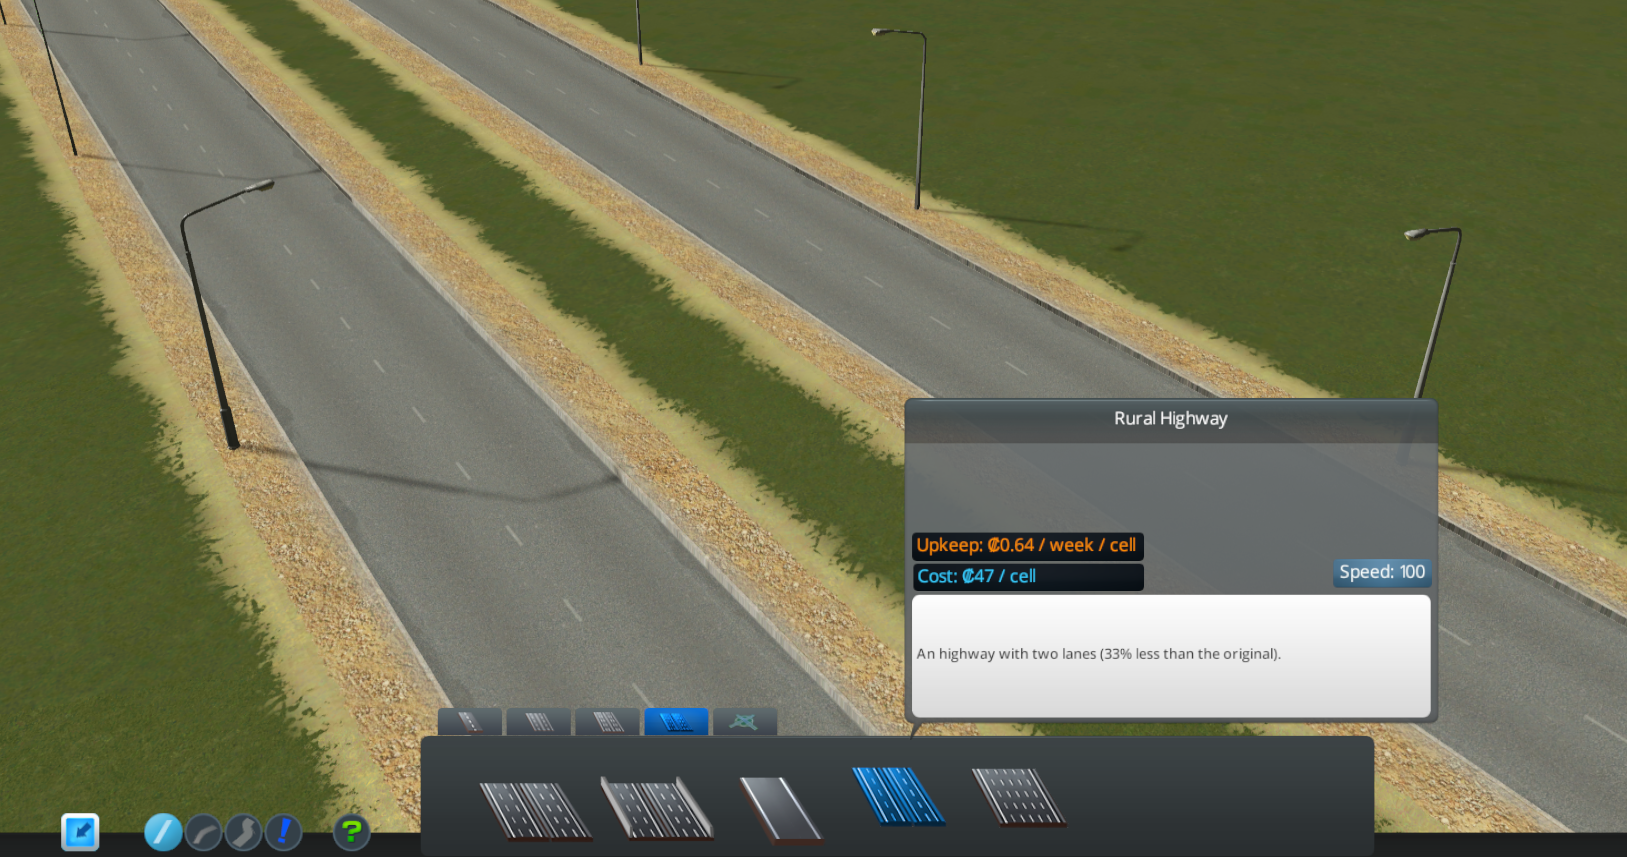 Rural Highway
Upkeep: ₡0.64 / week / cell
Cost: ₡47 / cell
Speed: 100
An highway with two lanes (33% less than the original).
?